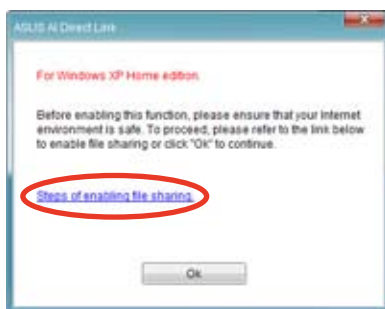 ASUS AI Direct Link
For Windows XP Home edition.
Before enabling this function, please ensure that your Internet
environment is safe. To proceed, please refer to the link below
to enable file sharing or click "Ok" to continue.
Steps of enabling file sharing.
Ok